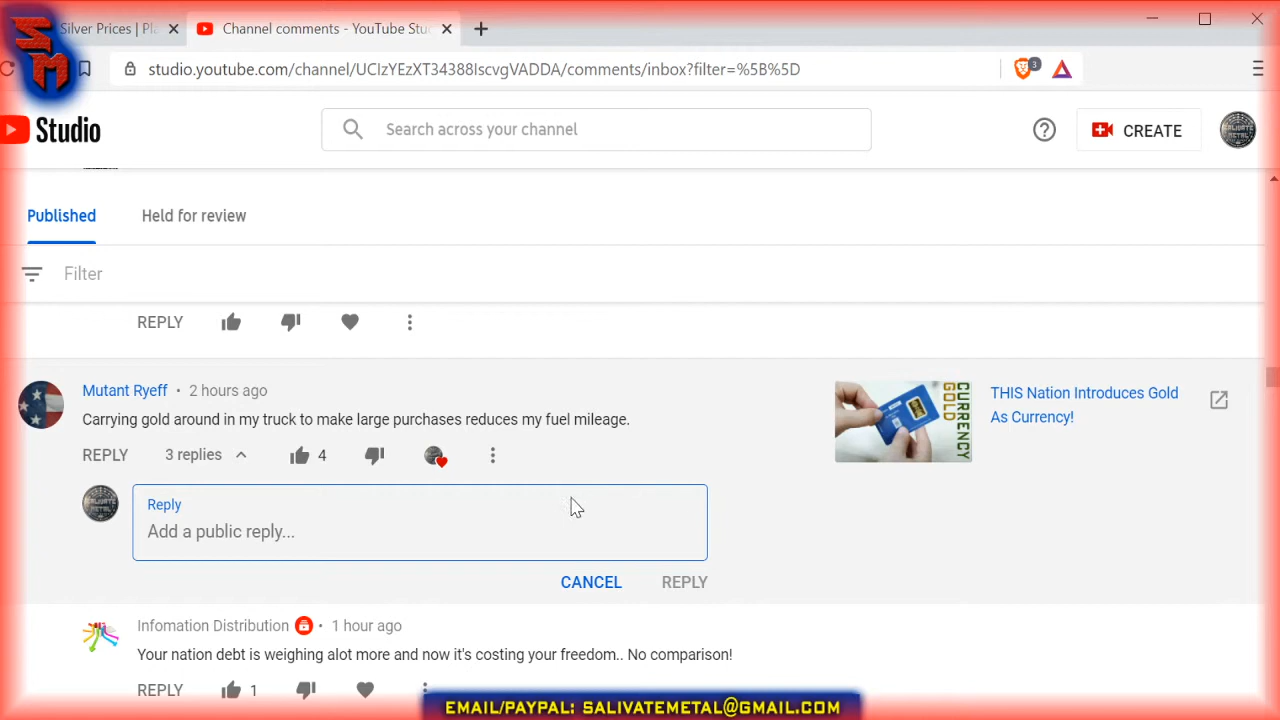 SM
Silver Prices | Pl
Channel comments - YouTube Stu
studio.youtube.com/channel/UCIzYEzXT34388IscvgVADDA/comments/inbox?filter=%5B%5D
3
Studio
Search across your channel
CREATE
SALIVATE METAL
Published
Held for review
Filter
REPLY
Mutant Ryeff • 2 hours ago
Carrying gold around in my truck to make large purchases reduces my fuel mileage.
REPLY 3 replies 4
GOLD
CURRENCY
THIS Nation Introduces Gold
As Currency!
Reply
Add a public reply...
CANCEL REPLY
Infomation Distribution • 1 hour ago
Your nation debt is weighing alot more and now it's costing your freedom.. No comparison!
REPLY 1
EMAIL/PAYPAL: SALIVATEMETAL@GMAIL.COM